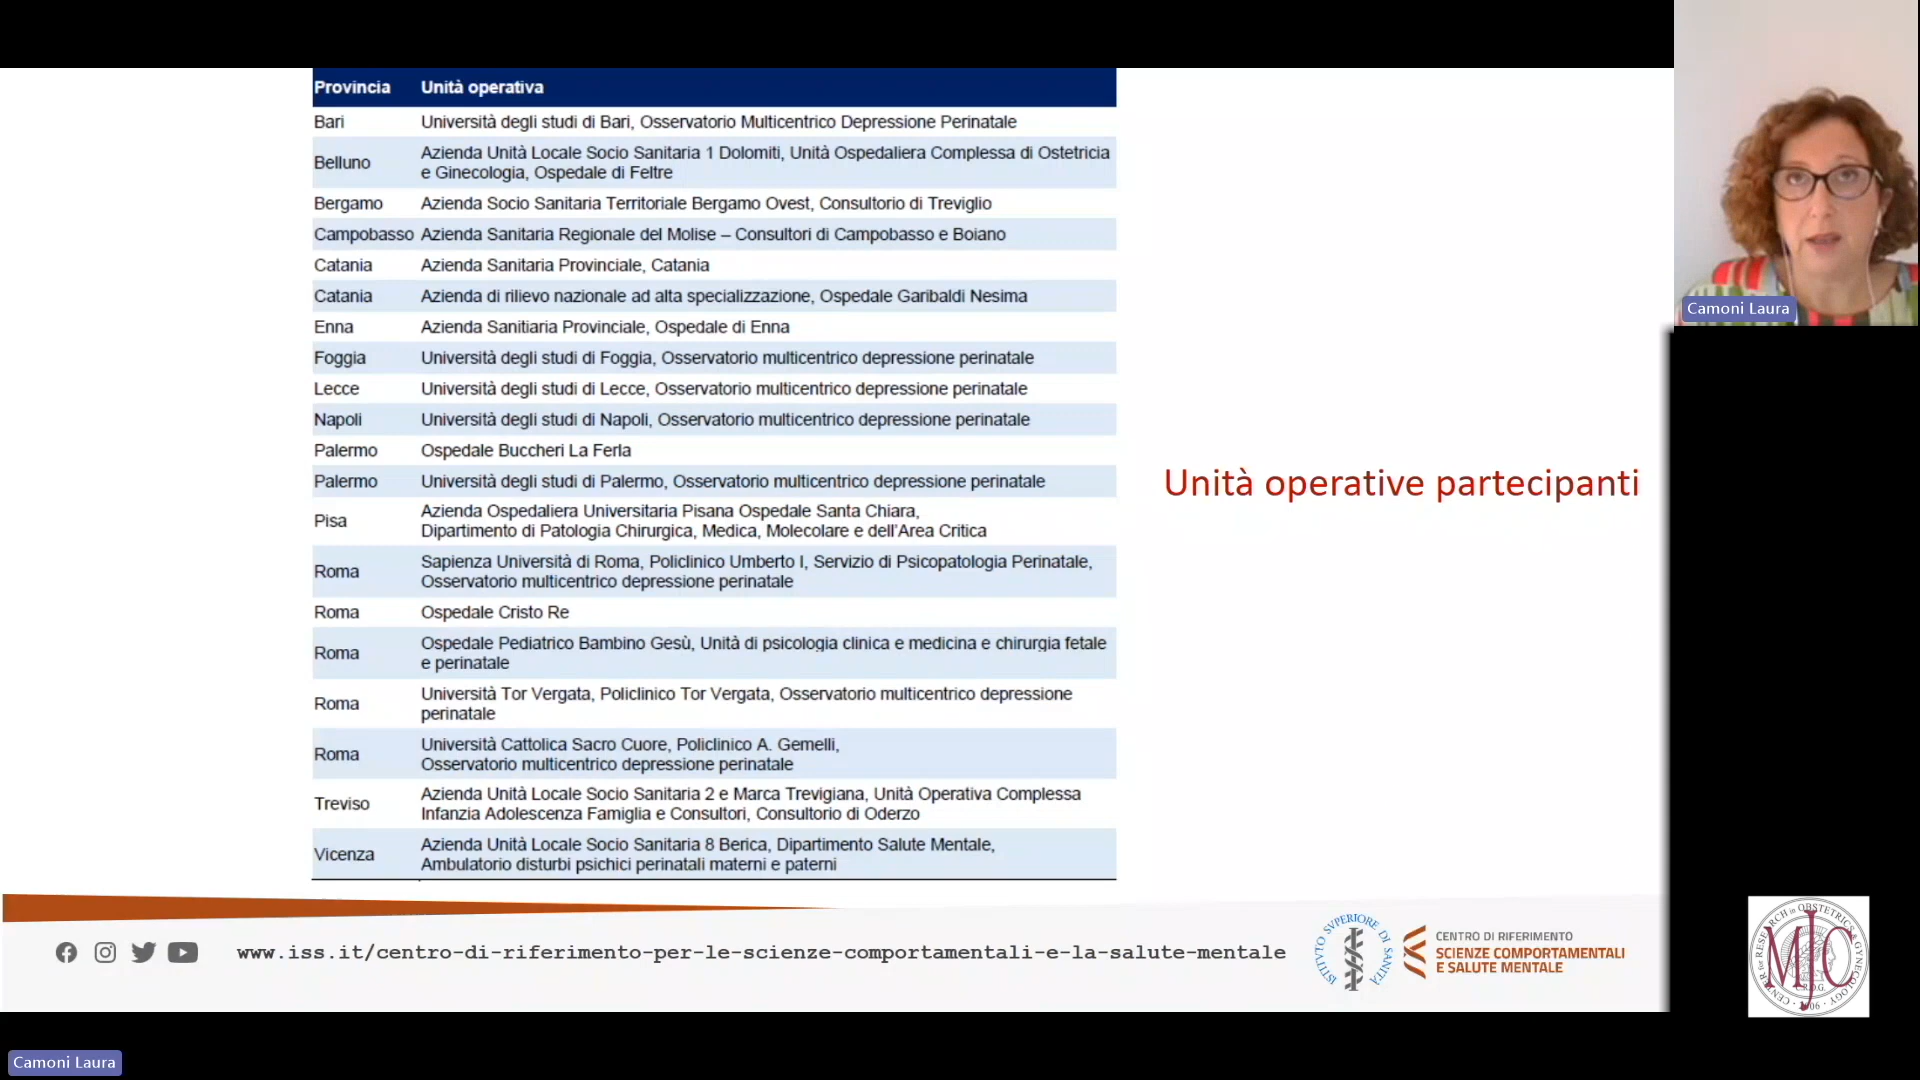 Provincia Unità operativa
Bari Università degli studi di Bari, Osservatorio Multicentrico Depressione Perinatale
Belluno Azienda Unità Locale Socio Sanitaria 1 Dolomiti, Unità Ospedaliera Complessa di Ostetricia
e Ginecologia, Ospedale di Feltre
Bergamo Azienda Socio Sanitaria Territoriale Bergamo Ovest, Consultorio di Treviglio
Campobasso Azienda Sanitaria Regionale del Molise – Consultori di Campobasso e Boiano
Catania Azienda Sanitaria Provinciale, Catania
Catania Azienda di rilievo nazionale ad alta specializzazione, Ospedale Garibaldi Nesima
Enna Azienda Sanitiaria Provinciale, Ospedale di Enna
Foggia Università degli studi di Foggia, Osservatorio multicentrico depressione perinatale
Lecce Università degli studi di Lecce, Osservatorio multicentrico depressione perinatale
Napoli Università degli studi di Napoli, Osservatorio multicentrico depressione perinatale
Palermo Ospedale Buccheri La Ferla
Palermo Università degli studi di Palermo, Osservatorio multicentrico depressione perinatale
Pisa Azienda Ospedaliera Universitaria Pisana Ospedale Santa Chiara,
Dipartimento di Patologia Chirurgica, Medica, Molecolare e dell'Area Critica
Roma Sapienza Università di Roma, Policlinico Umberto I, Servizio di Psicopatologia Perinatale,
Osservatorio multicentrico depressione perinatale
Roma Ospedale Cristo Re
Roma Ospedale Pediatrico Bambino Gesù, Unità di psicologia clinica e medicina e chirurgia fetale
e perinatale
Roma Università Tor Vergata, Policlinico Tor Vergata, Osservatorio multicentrico depressione
perinatale
Roma Università Cattolica Sacro Cuore, Policlinico A. Gemelli,
Osservatorio multicentrico depressione perinatale
Treviso Azienda Unità Locale Socio Sanitaria 2 e Marca Trevigiana, Unità Operativa Complessa
Infanzia Adolescenza Famiglia e Consultori, Consultorio di Oderzo
Vicenza Azienda Unità Locale Socio Sanitaria 8 Berica, Dipartimento Salute Mentale,
Ambulatorio disturbi psichici perinatali materni e paterni
Unità operative partecipanti
Camoni Laura
www.iss.it/centro-di-riferimento-per-le-scienze-comportamentali-e-la-salute-mentale
ISTITVTO SVPERIORE DI SANITÀ
CENTRO DI RIFERIMENTO
SCIENZE COMPORTAMENTALI
E SALUTE MENTALE
CENTER for RESEARCH in OBSTETRICS & GYNECOLOGY
MJC
C.R.O.G.
2006
Camoni Laura